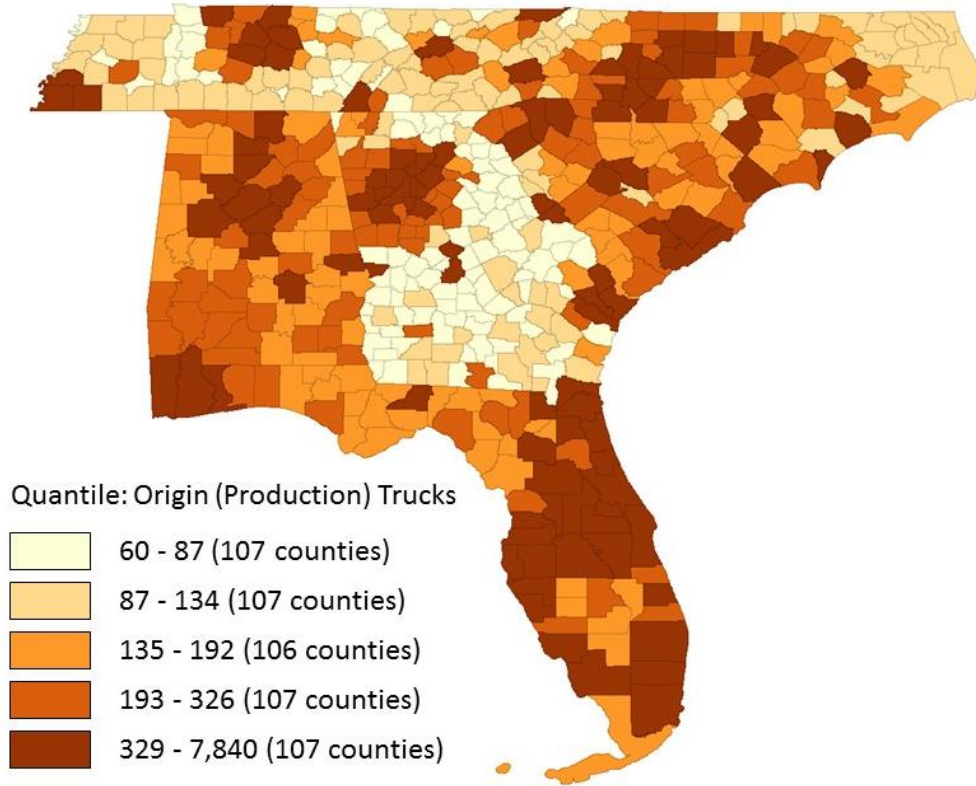 Quantile: Origin (Production) Trucks
60 - 87 (107 counties)
87 - 134 (107 counties)
135 - 192 (106 counties)
193 - 326 (107 counties)
329 - 7,840 (107 counties)